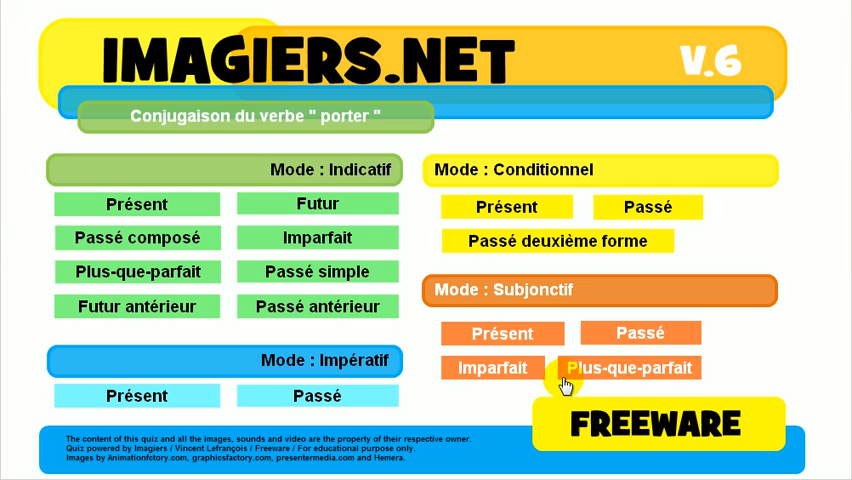 IMAGIERS.NET
V.6
Conjugaison du verbe " porter "
Mode : Indicatif
Présent
Futur
Passé composé
Imparfait
Plus-que-parfait
Passé simple
Futur antérieur
Passé antérieur
Mode : Impératif
Présent
Passé
Mode : Conditionnel
Présent
Passé
Passé deuxième forme
Mode : Subjonctif
Présent
Passé
Imparfait
Plus-que-parfait
FREEWARE
The content of this quiz and all the images, sounds and video are the property of their respective owner.
Quiz powered by Imagiers / Vincent Lefrançois / Freeware / For educational purpose only.
Images by Animationfctory.com, graphicsfactory.com, presentermedia.com and Hemera.